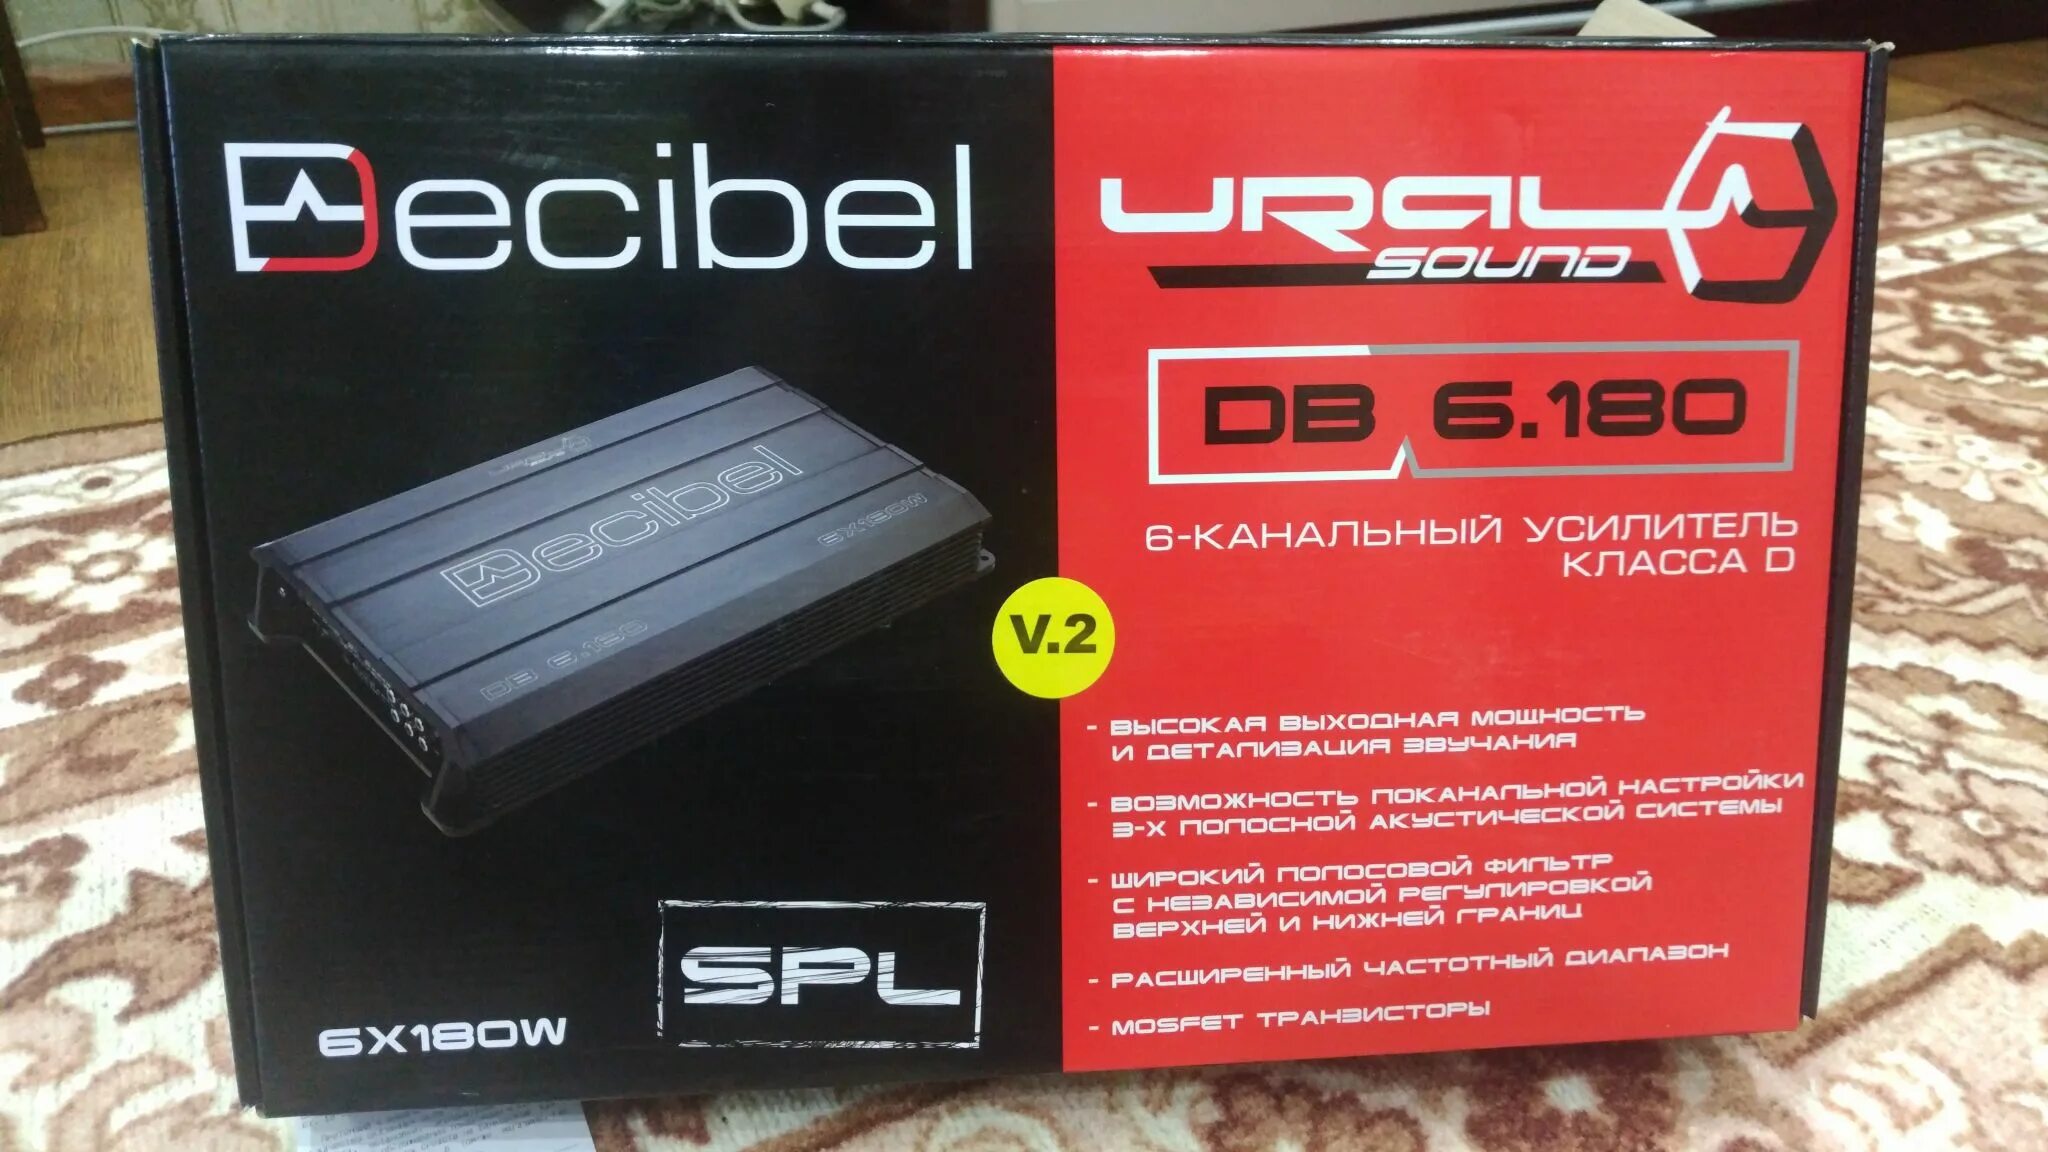 Decibel
URAL
SOUND
DB 6.180
6-КАНАЛЬНЫЙ УСИЛИТЕЛЬ
КЛАССА D
Decibel
6X180W
DB 6.180
V.2
- ВЫСОКАЯ ВЫХОДНАЯ МОЩНОСТЬ
И ДЕТАЛИЗАЦИЯ ЗВУЧАНИЯ
- ВОЗМОЖНОСТЬ ПОКАНАЛЬНОЙ НАСТРОЙКИ
3-Х ПОЛОСНОЙ АКУСТИЧЕСКОЙ СИСТЕМЫ
- ШИРОКИЙ ПОЛОСОВОЙ ФИЛЬТР
С НЕЗАВИСИМОЙ РЕГУЛИРОВКОЙ
ВЕРХНЕЙ И НИЖНЕЙ ГРАНИЦ
- РАСШИРЕННЫЙ ЧАСТОТНЫЙ ДИАПАЗОН
- MOSFET ТРАНЗИСТОРЫ
SPL
6X180W